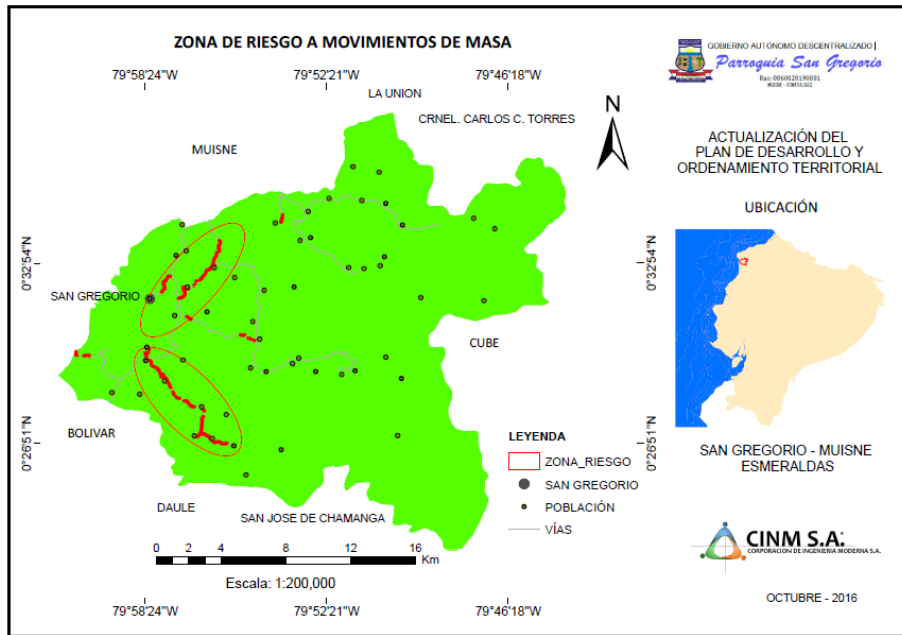 ZONA DE RIESGO A MOVIMIENTOS DE MASA
79°58'24"W
79°52'21"W
79°46'18"W
LA UNION
CRNEL. CARLOS C. TORRES
MUISNE
N
0°32'54"N
0°32'54"N
SAN GREGORIO
CUBE
BOLIVAR
0°26'51"N
0°26'51"N
DAULE
SAN JOSE DE CHAMANGA
LEYENDA
ZONA_RIESGO
SAN GREGORIO
POBLACIÓN
VÍAS
0 2 4 8 12 16
Km
Escala: 1:200,000
79°58'24"W
79°52'21"W
79°46'18"W
GOBIERNO AUTÓNOMO DESCENTRALIZADO |
Parroquia San Gregorio
MUISNE - ESMERALDAS
ACTUALIZACIÓN DEL
PLAN DE DESARROLLO Y
ORDENAMIENTO TERRITORIAL
UBICACIÓN
SAN GREGORIO - MUISNE
ESMERALDAS
CINM S.A.
CORPORACION DE INGENIERIA MODERNA S.A.
OCTUBRE - 2016